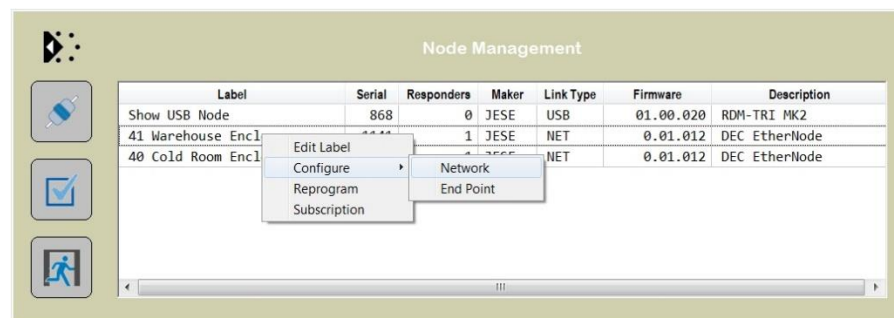 Node Management
Label Serial Responders Maker Link Type Firmware Description
Show USB Node 868 0 JESE USB 01.00.020 RDM-TRI MK2
41 Warehouse Encl 1 JESE NET 0.01.012 DEC EtherNode
40 Cold Room Encl NET 0.01.012 DEC EtherNode
Edit Label
Configure Network
Reprogram End Point
Subscription